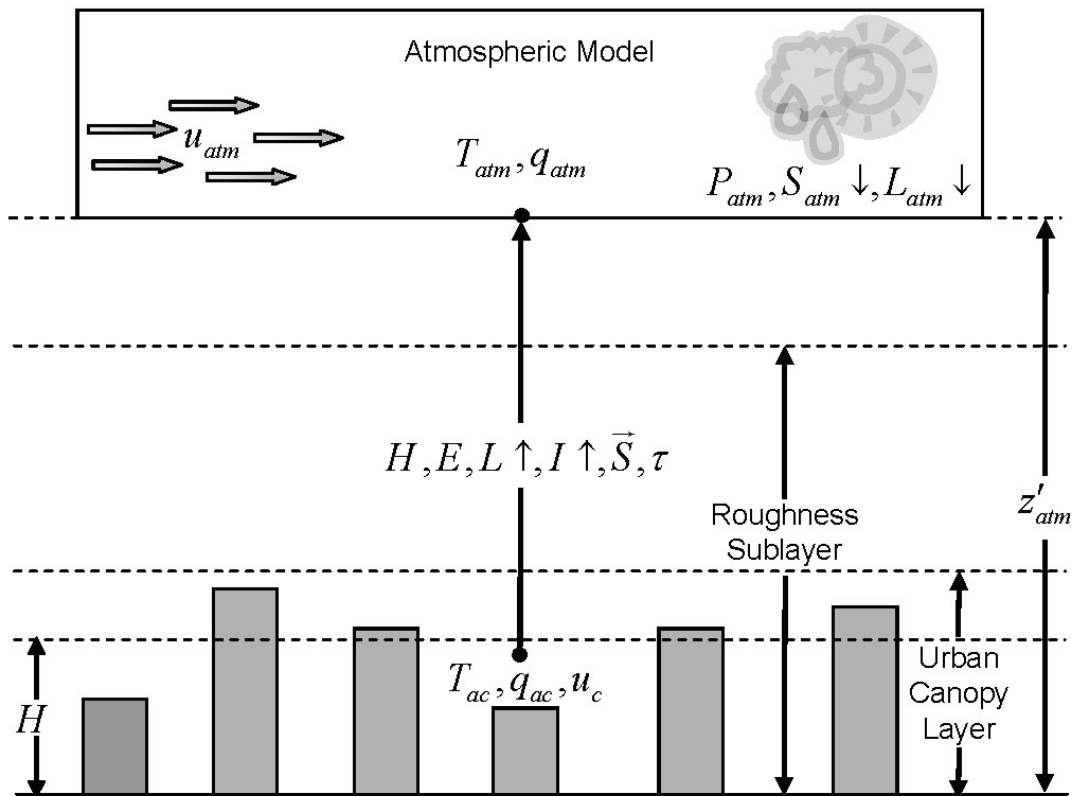 Atmospheric Model
u_atm
T_atm, q_atm
P_atm, S_atm ↓, L_atm ↓
H, E, L ↑, I ↑, S⃗, τ
z′_atm
Roughness
Sublayer
T_ac, q_ac, u_c
H
Urban
Canopy
Layer